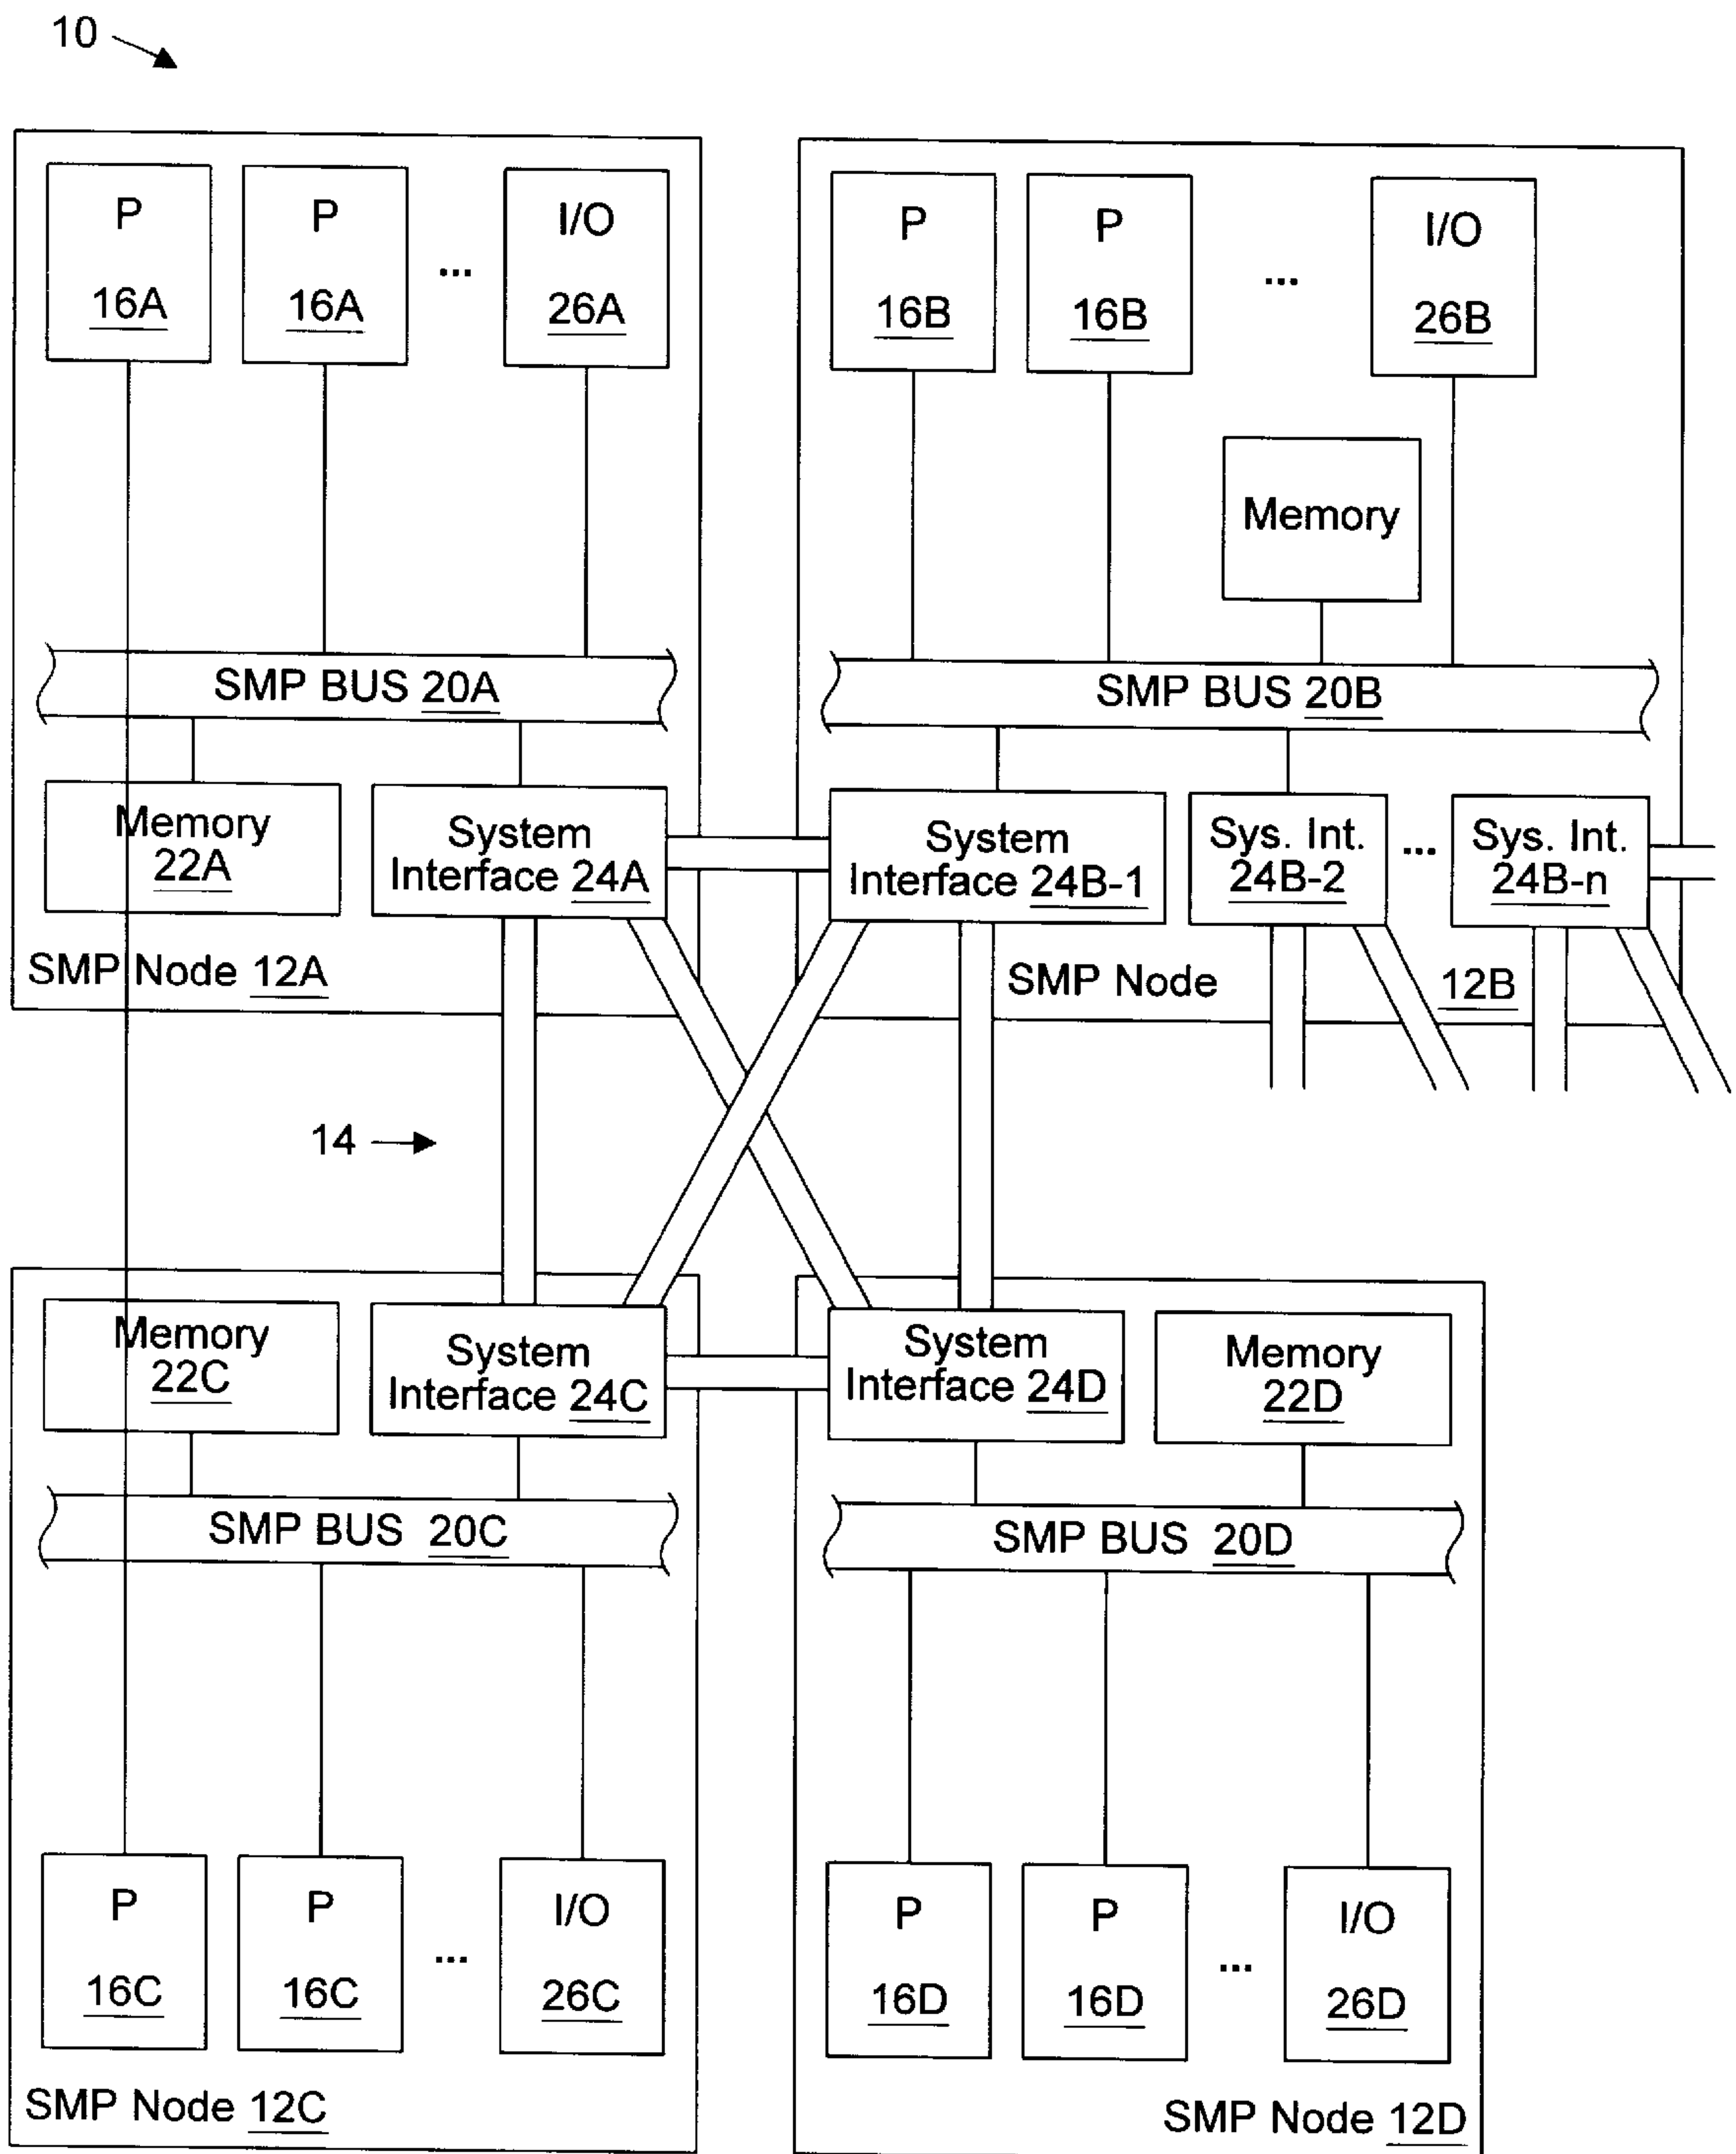 10
P
16A
P
16A
...
I/O
26A
SMP BUS 20A
Memory
22A
System
Interface 24A
SMP Node 12A
P
16B
P
16B
...
I/O
26B
Memory
SMP BUS 20B
System
Interface 24B-1
Sys. Int.
24B-2
...
Sys. Int.
24B-n
SMP Node 12B
14
Memory
22C
System
Interface 24C
SMP BUS 20C
P
16C
P
16C
...
I/O
26C
SMP Node 12C
System
Interface 24D
Memory
22D
SMP BUS 20D
P
16D
P
16D
...
I/O
26D
SMP Node 12D